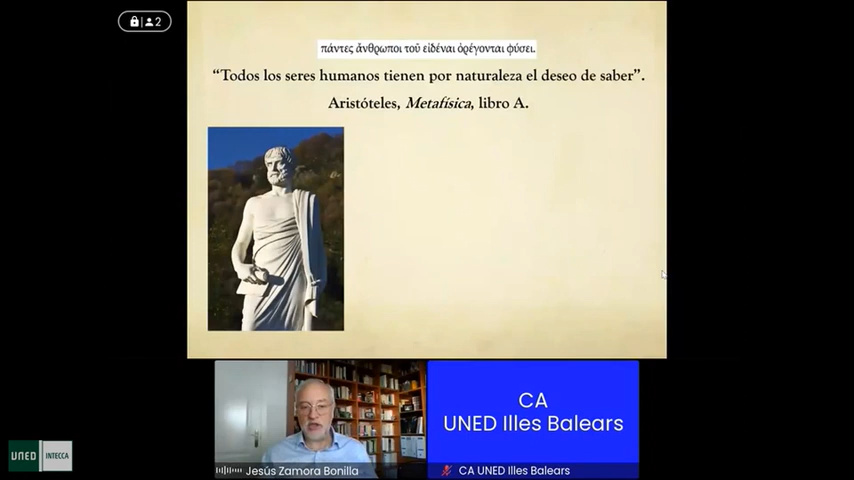 2
πάντες ἄνθρωποι τοῦ εἰδέναι ὀρέγονται φύσει.
“Todos los seres humanos tienen por naturaleza el deseo de saber”.
Aristóteles, Metafísica, libro A.
CA
UNED Illes Balears
Jesús Zamora Bonilla
CA UNED Illes Balears
UNED INTECCA